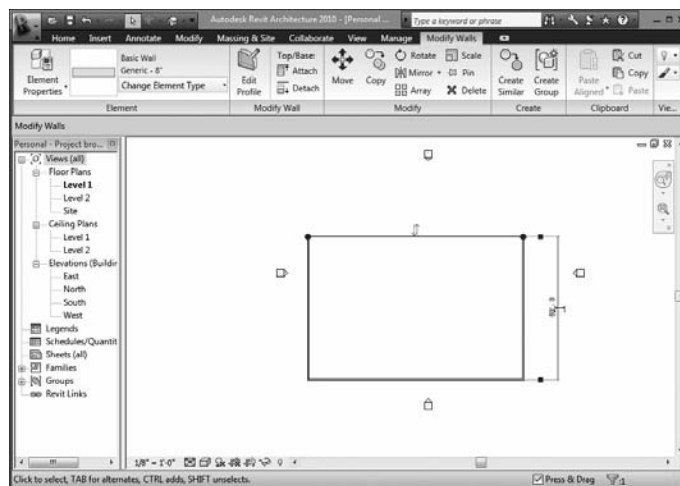 Autodesk Revit Architecture 2010 - [Personal ...
Type a keyword or phrase
Home Insert Annotate Modify Massing & Site Collaborate View Manage Modify Walls
Element Properties
Basic Wall
Generic - 8"
Change Element Type
Element
Edit Profile
Top/Base:
Attach
Detach
Modify Wall
Move
Copy
Rotate
Mirror
Array
Scale
Pin
Delete
Modify
Create Similar
Create Group
Create
Paste Aligned
Cut
Copy
Paste
Clipboard
Vie...
Modify Walls
Personal - Project bro...
Views (all)
Floor Plans
Level 1
Level 2
Site
Ceiling Plans
Level 1
Level 2
Elevations (Buildir
East
North
South
West
Legends
Schedules/Quantit
Sheets (all)
Families
Groups
Revit Links
1/8" = 1'-0"
Click to select, TAB for alternates, CTRL adds, SHIFT unselects.
Press & Drag
:1